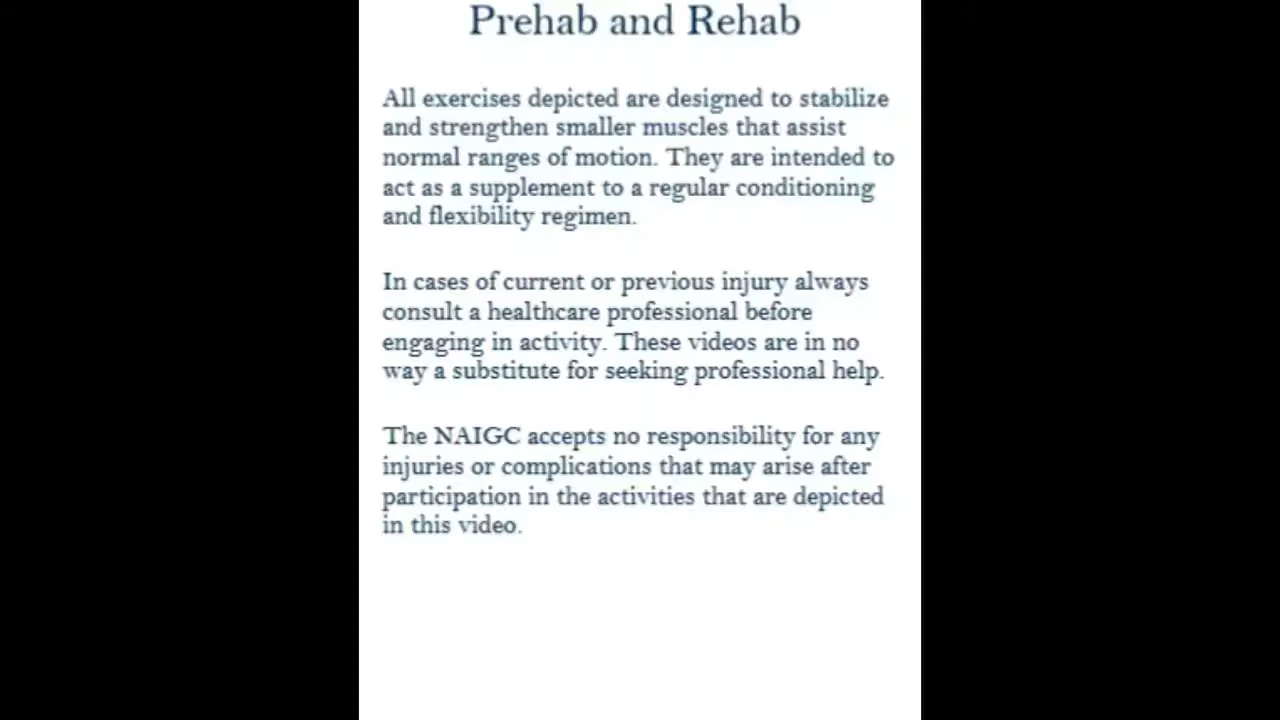 Prehab and Rehab
All exercises depicted are designed to stabilize
and strengthen smaller muscles that assist
normal ranges of motion. They are intended to
act as a supplement to a regular conditioning
and flexibility regimen.
In cases of current or previous injury always
consult a healthcare professional before
engaging in activity. These videos are in no
way a substitute for seeking professional help.
The NAIGC accepts no responsibility for any
injuries or complications that may arise after
participation in the activities that are depicted
in this video.